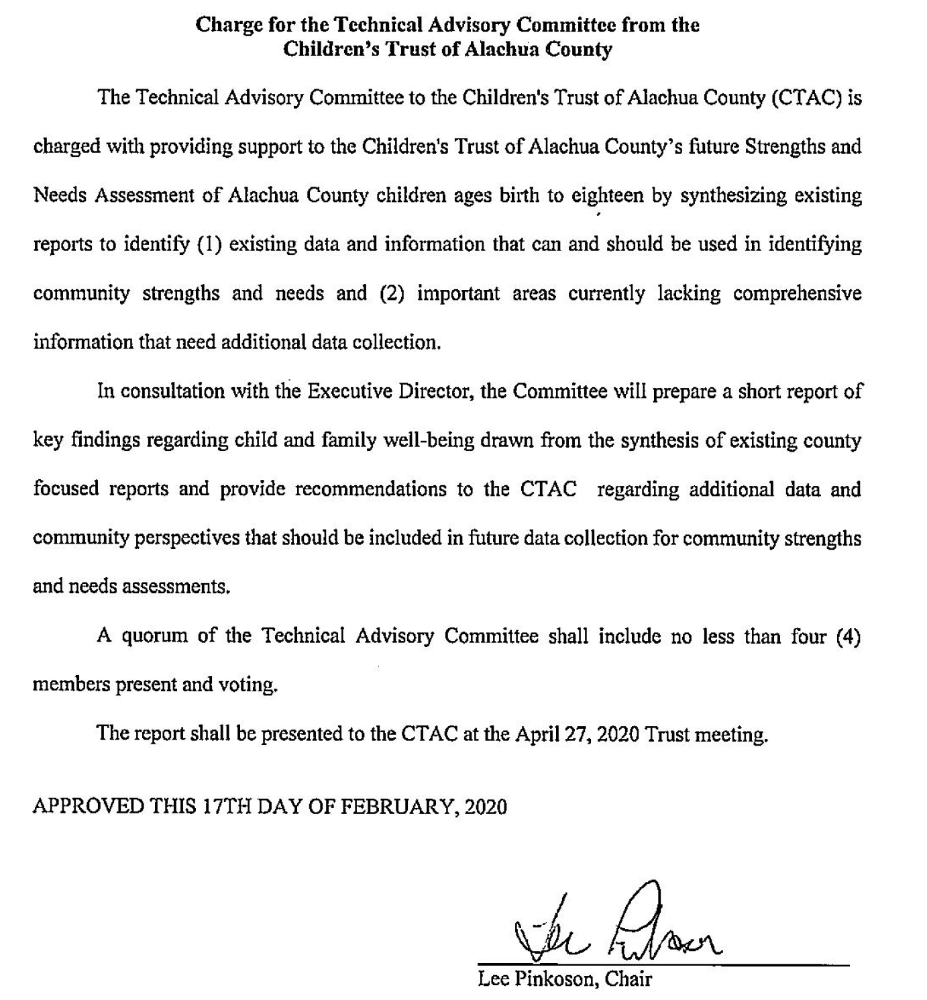 Charge for the Technical Advisory Committee from the
Children's Trust of Alachua County
The Technical Advisory Committee to the Children's Trust of Alachua County (CTAC) is
charged with providing support to the Children's Trust of Alachua County's future Strengths and
Needs Assessment of Alachua County children ages birth to eighteen by synthesizing existing
reports to identify (1) existing data and information that can and should be used in identifying
community strengths and needs and (2) important areas currently lacking comprehensive
information that need additional data collection.
In consultation with the Executive Director, the Committee will prepare a short report of
key findings regarding child and family well-being drawn from the synthesis of existing county
focused reports and provide recommendations to the CTAC regarding additional data and
community perspectives that should be included in future data collection for community strengths
and needs assessments.
A quorum of the Technical Advisory Committee shall include no less than four (4)
members present and voting.
The report shall be presented to the CTAC at the April 27, 2020 Trust meeting.
APPROVED THIS 17TH DAY OF FEBRUARY, 2020
Lee Pinkoson
Lee Pinkoson, Chair